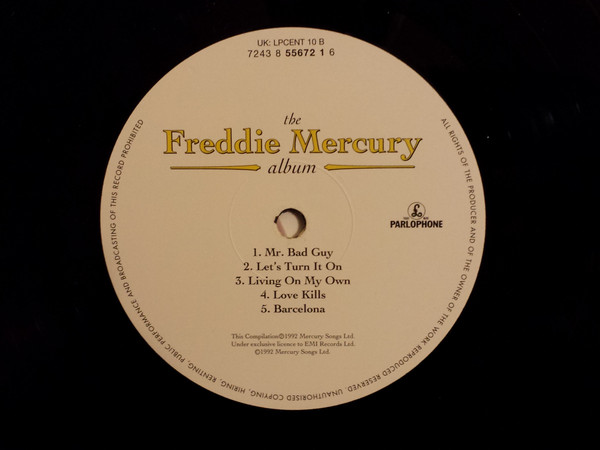 UK: LPCENT 10 B
7243 8 55672 1 6
the
Freddie Mercury
album
PARLOPHONE
1. Mr. Bad Guy
2. Let's Turn It On
3. Living On My Own
4. Love Kills
5. Barcelona
This Compilation©1992 Mercury Songs Ltd.
Under exclusive licence to EMI Records Ltd.
©1992 Mercury Songs Ltd.
ALL RIGHTS OF THE PRODUCER AND OF THE OWNER OF THE WORK REPRODUCED RESERVED. UNAUTHORISED COPYING, HIRING, RENTING, PUBLIC PERFORMANCE AND BROADCASTING OF THIS RECORD PROHIBITED